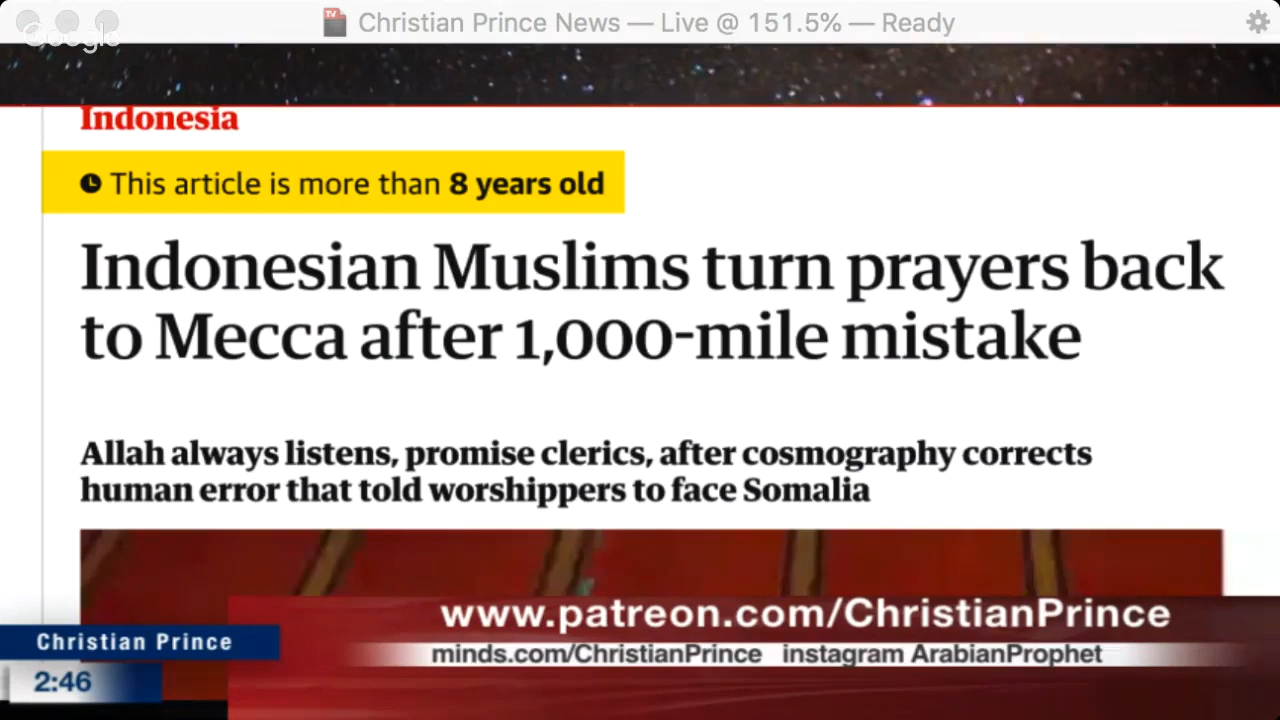 Christian Prince News — Live @ 151.5% — Ready
Google
Indonesia
This article is more than 8 years old
Indonesian Muslims turn prayers back
to Mecca after 1,000-mile mistake
Allah always listens, promise clerics, after cosmography corrects
human error that told worshippers to face Somalia
www.patreon.com/ChristianPrince
Christian Prince
minds.com/ChristianPrince instagram ArabianProphet
2:46